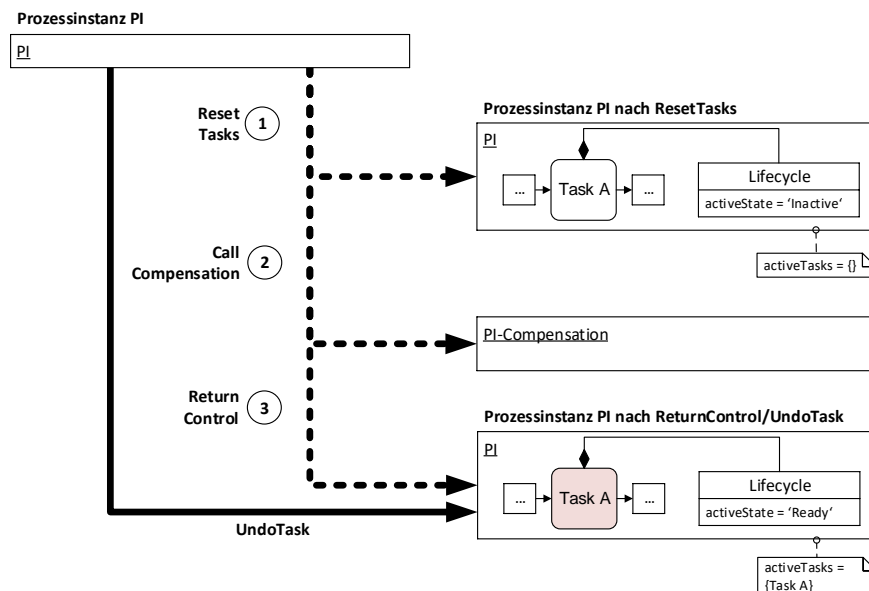 Prozessinstanz PI
PI
Reset
Tasks
1
Prozessinstanz PI nach ResetTasks
PI
...
Task A
...
Lifecycle
activeState = ‘Inactive‘
activeTasks = {}
Call
Compensation
2
PI-Compensation
Return
Control
3
Prozessinstanz PI nach ReturnControl/UndoTask
PI
...
Task A
...
Lifecycle
activeState = ‘Ready‘
UndoTask
activeTasks =
{Task A}